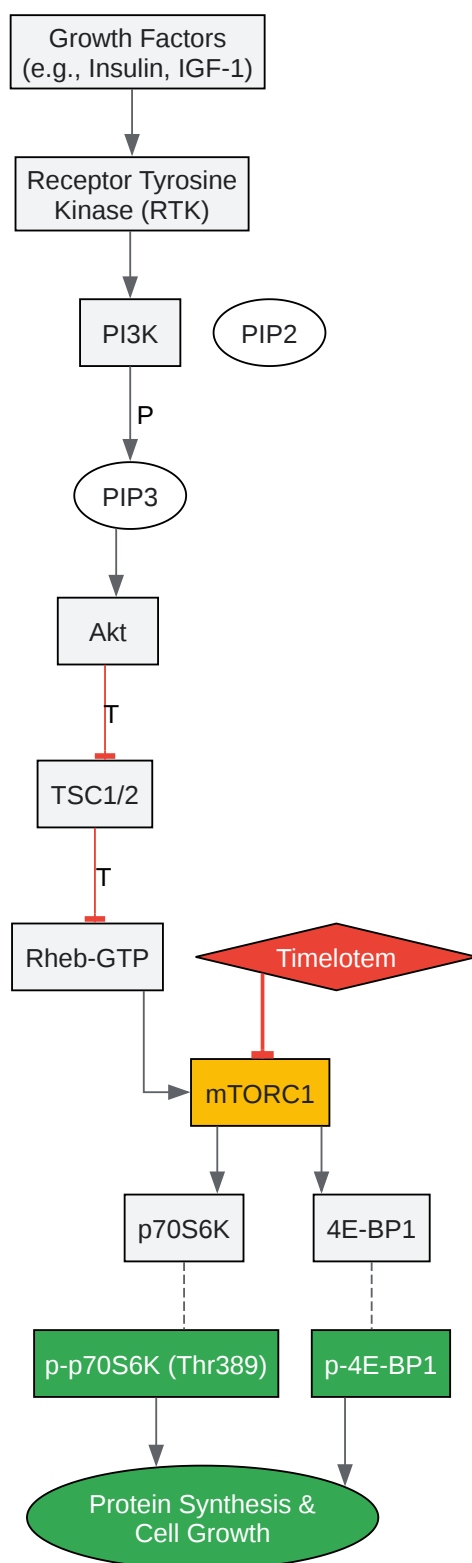 Growth Factors
(e.g., Insulin, IGF-1)
Receptor Tyrosine
Kinase (RTK)
PI3K
PIP2
P
PIP3
Akt
T
TSC1/2
T
Rheb-GTP
Timelotem
mTORC1
p70S6K
4E-BP1
p-p70S6K (Thr389)
p-4E-BP1
Protein Synthesis &
Cell Growth